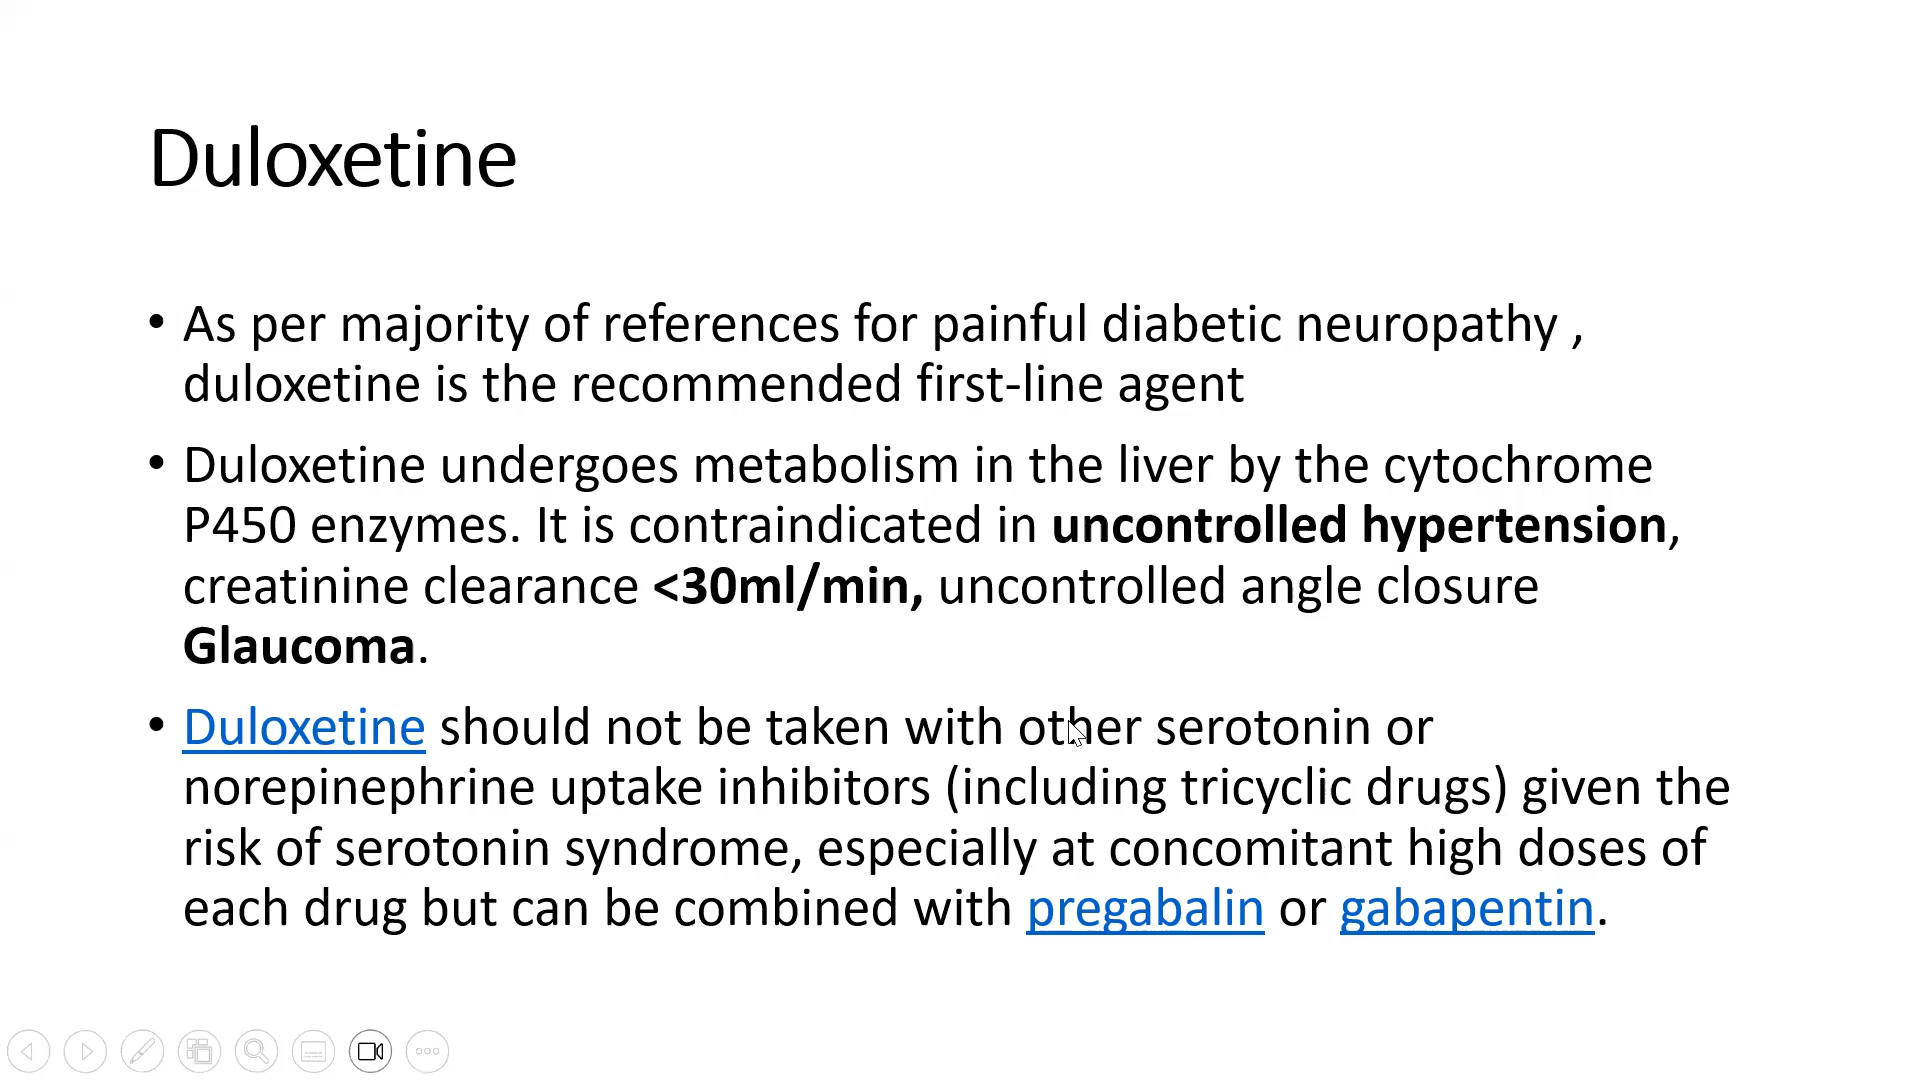 Duloxetine
• As per majority of references for painful diabetic neuropathy ,
duloxetine is the recommended first-line agent
• Duloxetine undergoes metabolism in the liver by the cytochrome
P450 enzymes. It is contraindicated in uncontrolled hypertension,
creatinine clearance <30ml/min, uncontrolled angle closure
Glaucoma.
• Duloxetine should not be taken with other serotonin or
norepinephrine uptake inhibitors (including tricyclic drugs) given the
risk of serotonin syndrome, especially at concomitant high doses of
each drug but can be combined with pregabalin or gabapentin.